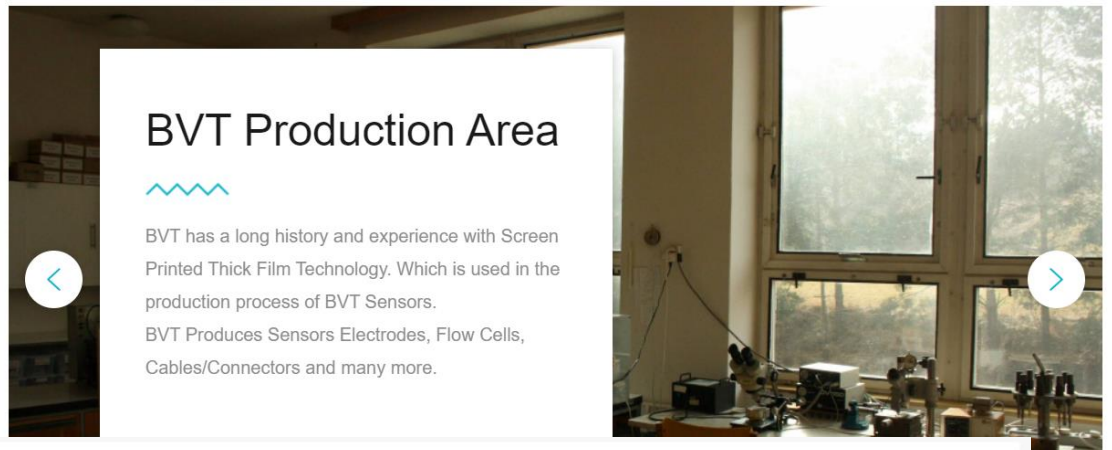 BVT Production Area
BVT has a long history and experience with Screen
Printed Thick Film Technology. Which is used in the
production process of BVT Sensors.
BVT Produces Sensors Electrodes, Flow Cells,
Cables/Connectors and many more.